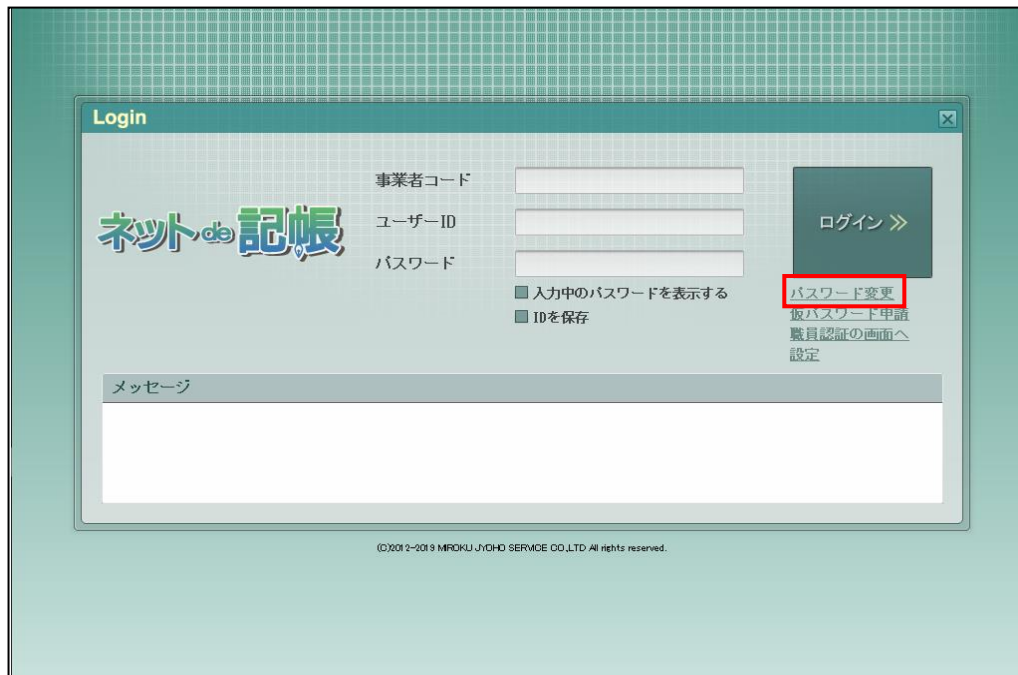 Login
事業者コード
ユーザーID
パスワード
入力中のパスワードを表示する
IDを保存
ネットde記帳
ログイン ≫
パスワード変更
仮パスワード申請
職員認証の画面へ
設定
メッセージ
(C)2012-2019 MIROKU JYOHO SERVICE CO.,LTD All rights reserved.